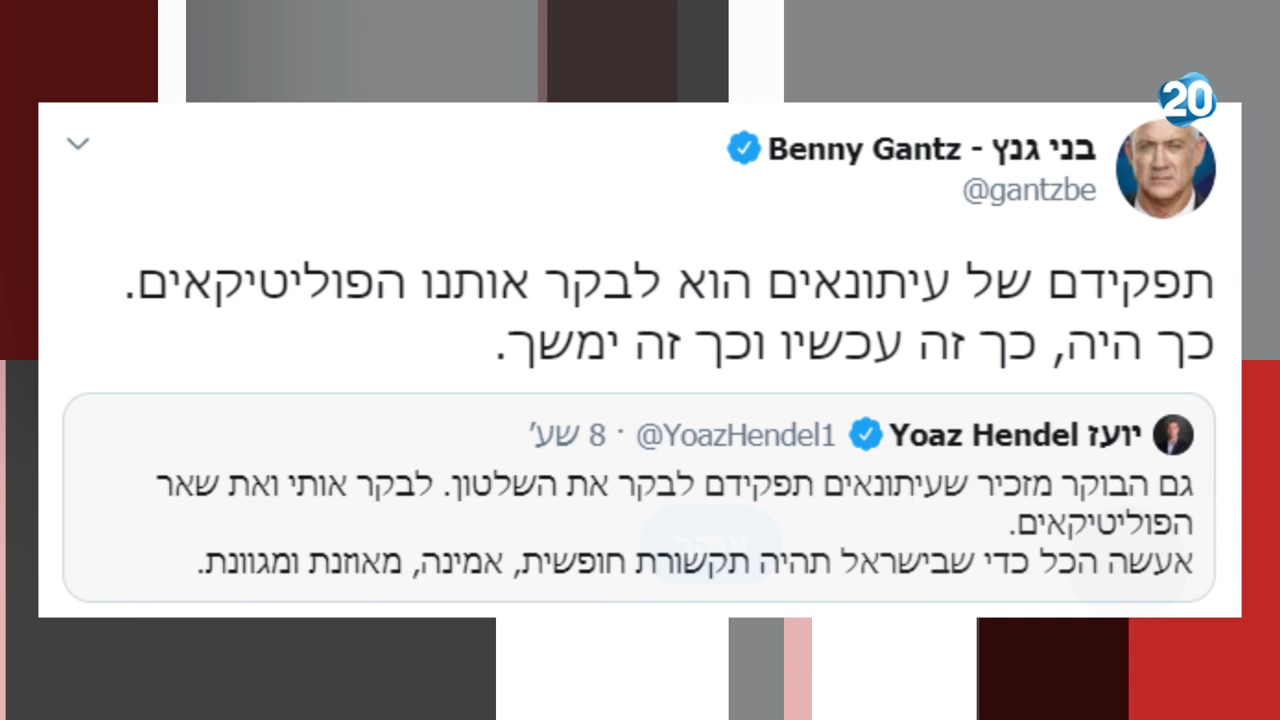 20
בני גנץ - Benny Gantz
@gantzbe
תפקידם של עיתונאים הוא לבקר אותנו הפוליטיקאים.
כך היה, כך זה עכשיו וכך זה ימשך.
יועז Yoaz Hendel @YoazHendel1 · 8 שע'
גם הבוקר מזכיר שעיתונאים תפקידם לבקר את השלטון. לבקר אותי ואת שאר
הפוליטיקאים.
אעשה הכל כדי שבישראל תהיה תקשורת חופשית, אמינה, מאוזנת ומגוונת.